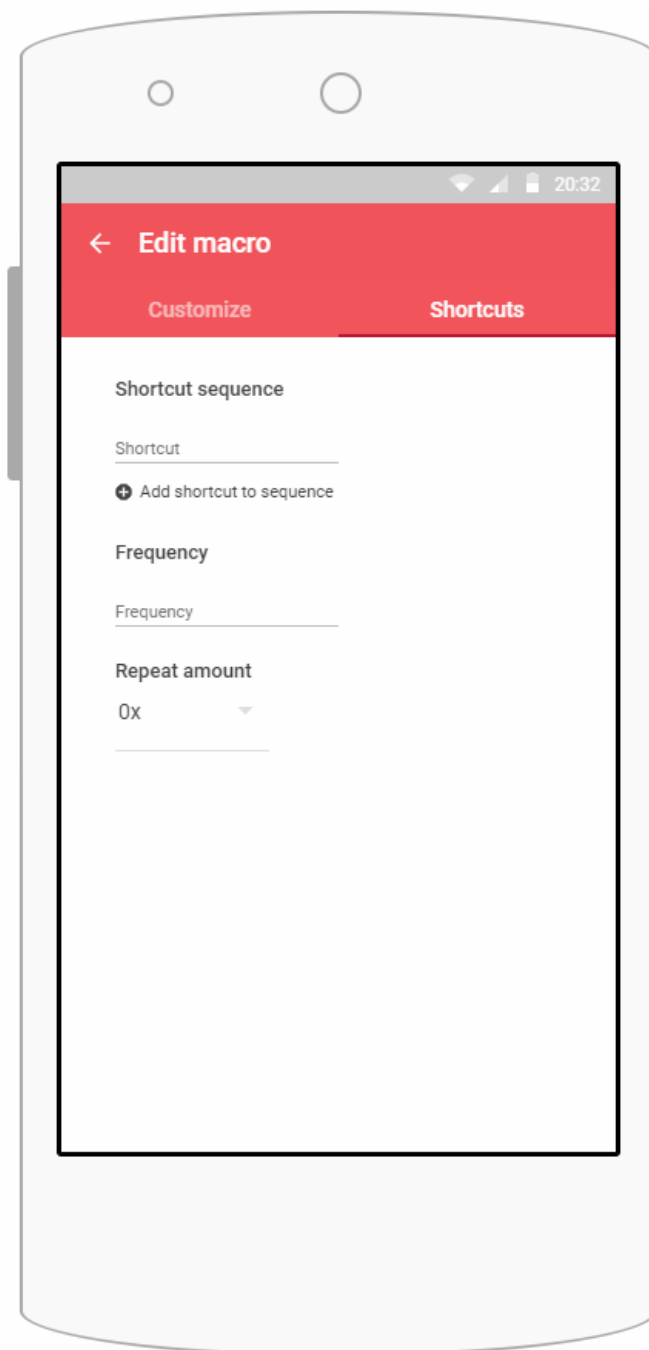 20:32
Edit macro
Customize Shortcuts
Shortcut sequence
Shortcut
Add shortcut to sequence
Frequency
Frequency
Repeat amount
0x